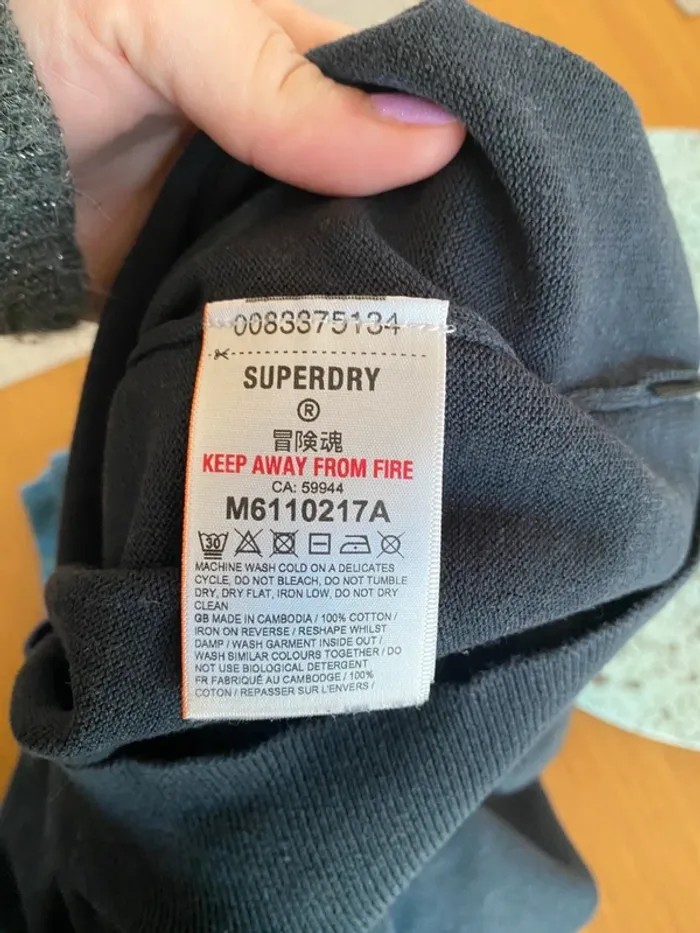 0083375134
SUPERDRY
®
冒険魂
KEEP AWAY FROM FIRE
CA: 59944
M6110217A
30
MACHINE WASH COLD ON A DELICATES
CYCLE, DO NOT BLEACH, DO NOT TUMBLE
DRY, DRY FLAT, IRON LOW, DO NOT DRY
CLEAN
GB MADE IN CAMBODIA / 100% COTTON /
IRON ON REVERSE / RESHAPE WHILST
DAMP / WASH GARMENT INSIDE OUT /
WASH SIMILAR COLOURS TOGETHER / DO
NOT USE BIOLOGICAL DETERGENT
FR FABRIQUÉ AU CAMBODGE / 100%
COTON / REPASSER SUR L'ENVERS /